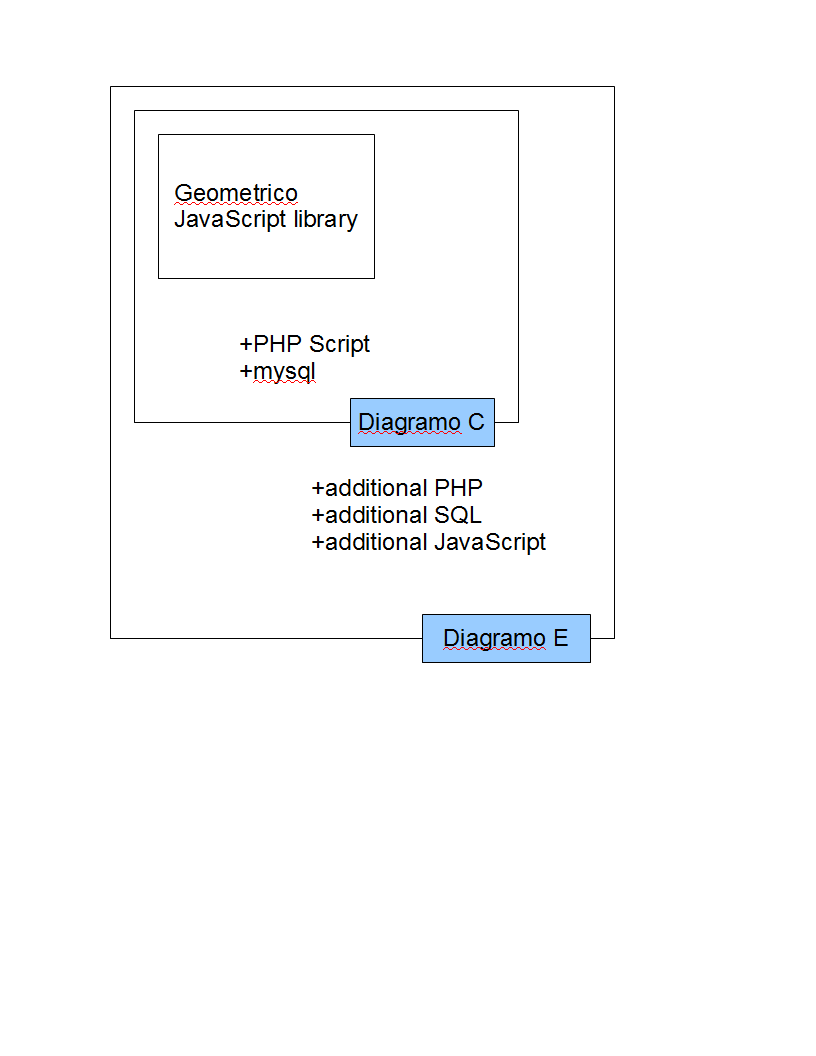 Geometrico
JavaScript library
+PHP Script
+mysql
Diagramo C
+additional PHP
+additional SQL
+additional JavaScript
Diagramo E